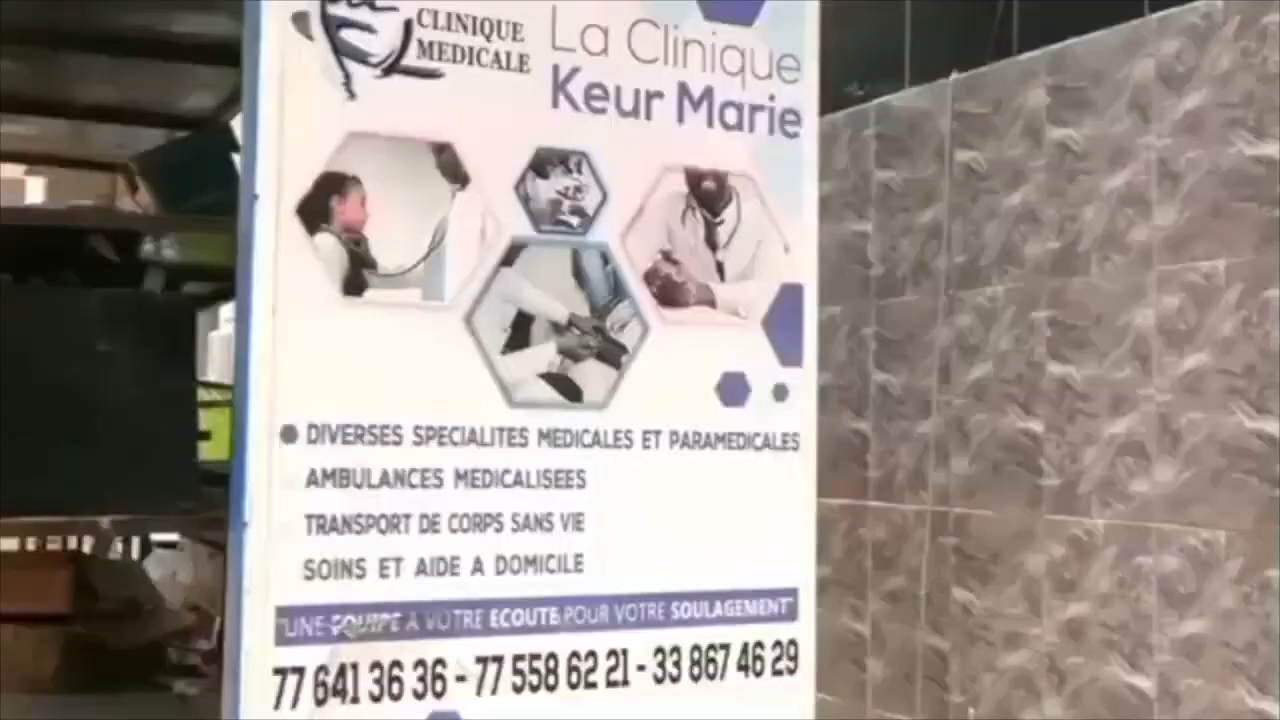 CLINIQUE
MEDICALE
La Clinique
Keur Marie
DIVERSES SPECIALITES MEDICALES ET PARAMEDICALES
AMBULANCES MEDICALISEES
TRANSPORT DE CORPS SANS VIE
SOINS ET AIDE A DOMICILE
"UNE EQUIPE A VOTRE ECOUTE POUR VOTRE SOULAGEMENT"
77 641 36 36 - 77 558 62 21 - 33 867 46 29